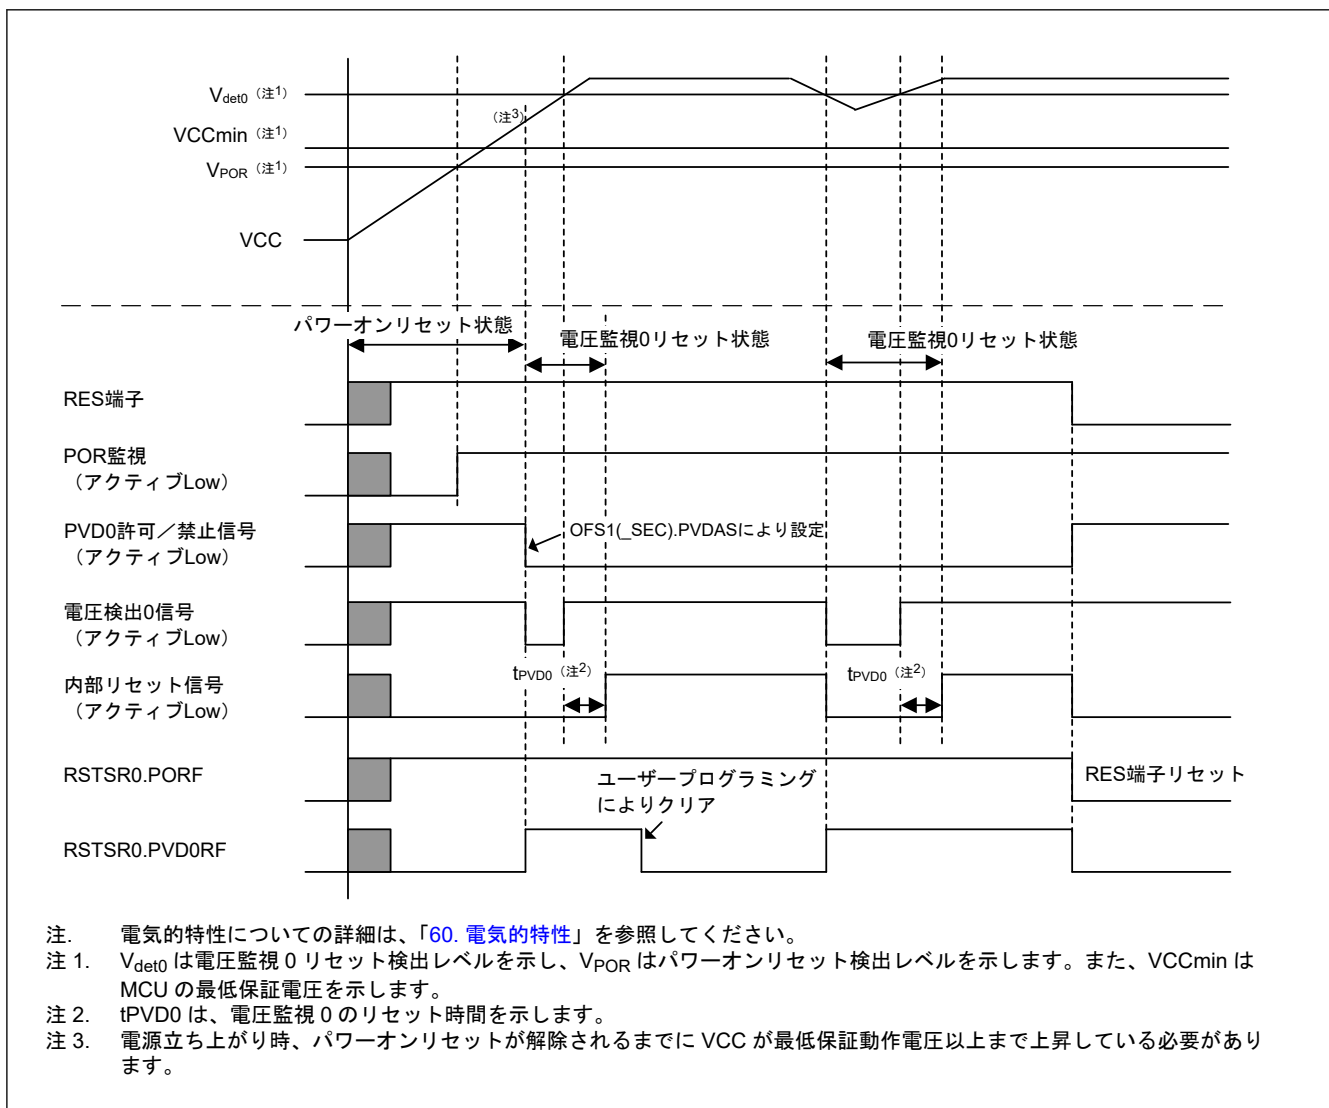 Vdet0（注1）
（注3）
VCCmin（注1）
VPOR（注1）
VCC
パワーオンリセット状態
電圧監視0リセット状態
電圧監視0リセット状態
RES端子
POR監視
（アクティブLow）
PVD0許可／禁止信号
（アクティブLow）
OFS1(_SEC).PVDASにより設定
電圧検出0信号
（アクティブLow）
内部リセット信号
（アクティブLow）
tPVD0（注2）
tPVD0（注2）
RSTSR0.PORF
ユーザープログラミング
によりクリア
RES端子リセット
RSTSR0.PVD0RF
注. 電気的特性についての詳細は、「60. 電気的特性」を参照してください。
注 1. Vdet0 は電圧監視 0 リセット検出レベルを示し、VPOR はパワーオンリセット検出レベルを示します。また、VCCmin は
MCU の最低保証電圧を示します。
注 2. tPVD0 は、電圧監視 0 のリセット時間を示します。
注 3. 電源立ち上がり時、パワーオンリセットが解除されるまでに VCC が最低保証動作電圧以上まで上昇している必要があり
ます。